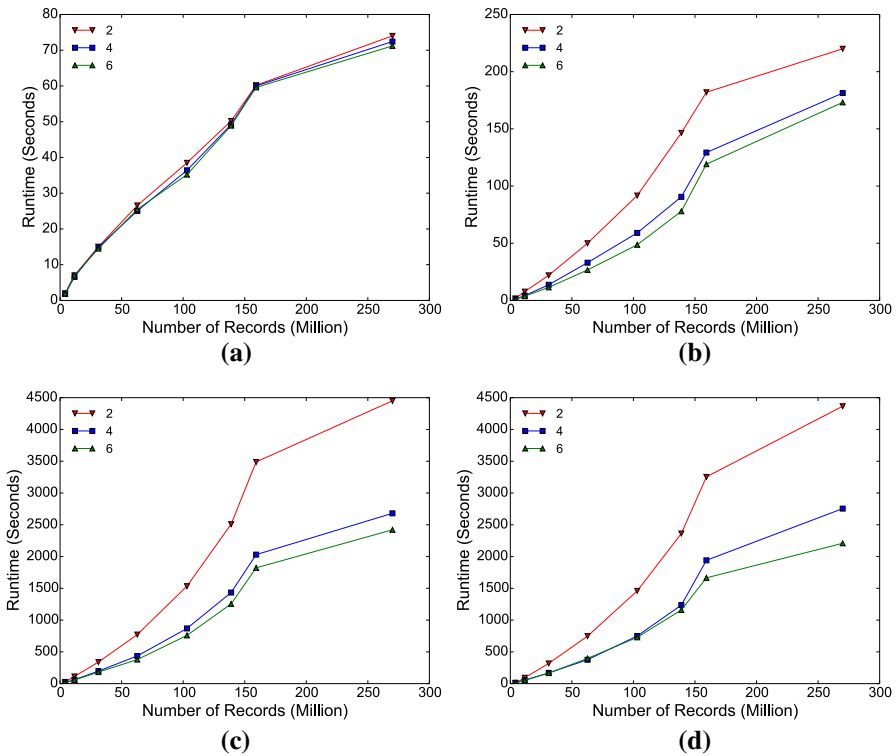 80
70
60
50
40
30
20
10
0
2
4
6
Runtime (Seconds)
0 50 100 150 200 250 300
Number of Records (Million)
(a)
250
200
150
100
50
0
2
4
6
Runtime (Seconds)
0 50 100 150 200 250 300
Number of Records (Million)
(b)
4500
4000
3500
3000
2500
2000
1500
1000
500
0
2
4
6
Runtime (Seconds)
0 50 100 150 200 250 300
Number of Records (Million)
(c)
4500
4000
3500
3000
2500
2000
1500
1000
500
0
2
4
6
Runtime (Seconds)
0 50 100 150 200 250 300
Number of Records (Million)
(d)